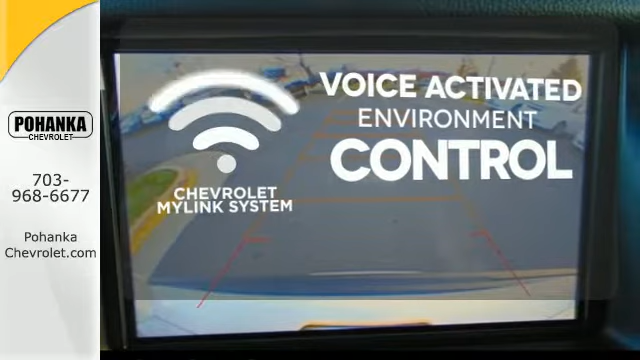 POHANKA
CHEVROLET
703-
968-6677
Pohanka
Chevrolet.com
CHEVROLET
MYLINK SYSTEM
VOICE ACTIVATED
ENVIRONMENT
CONTROL